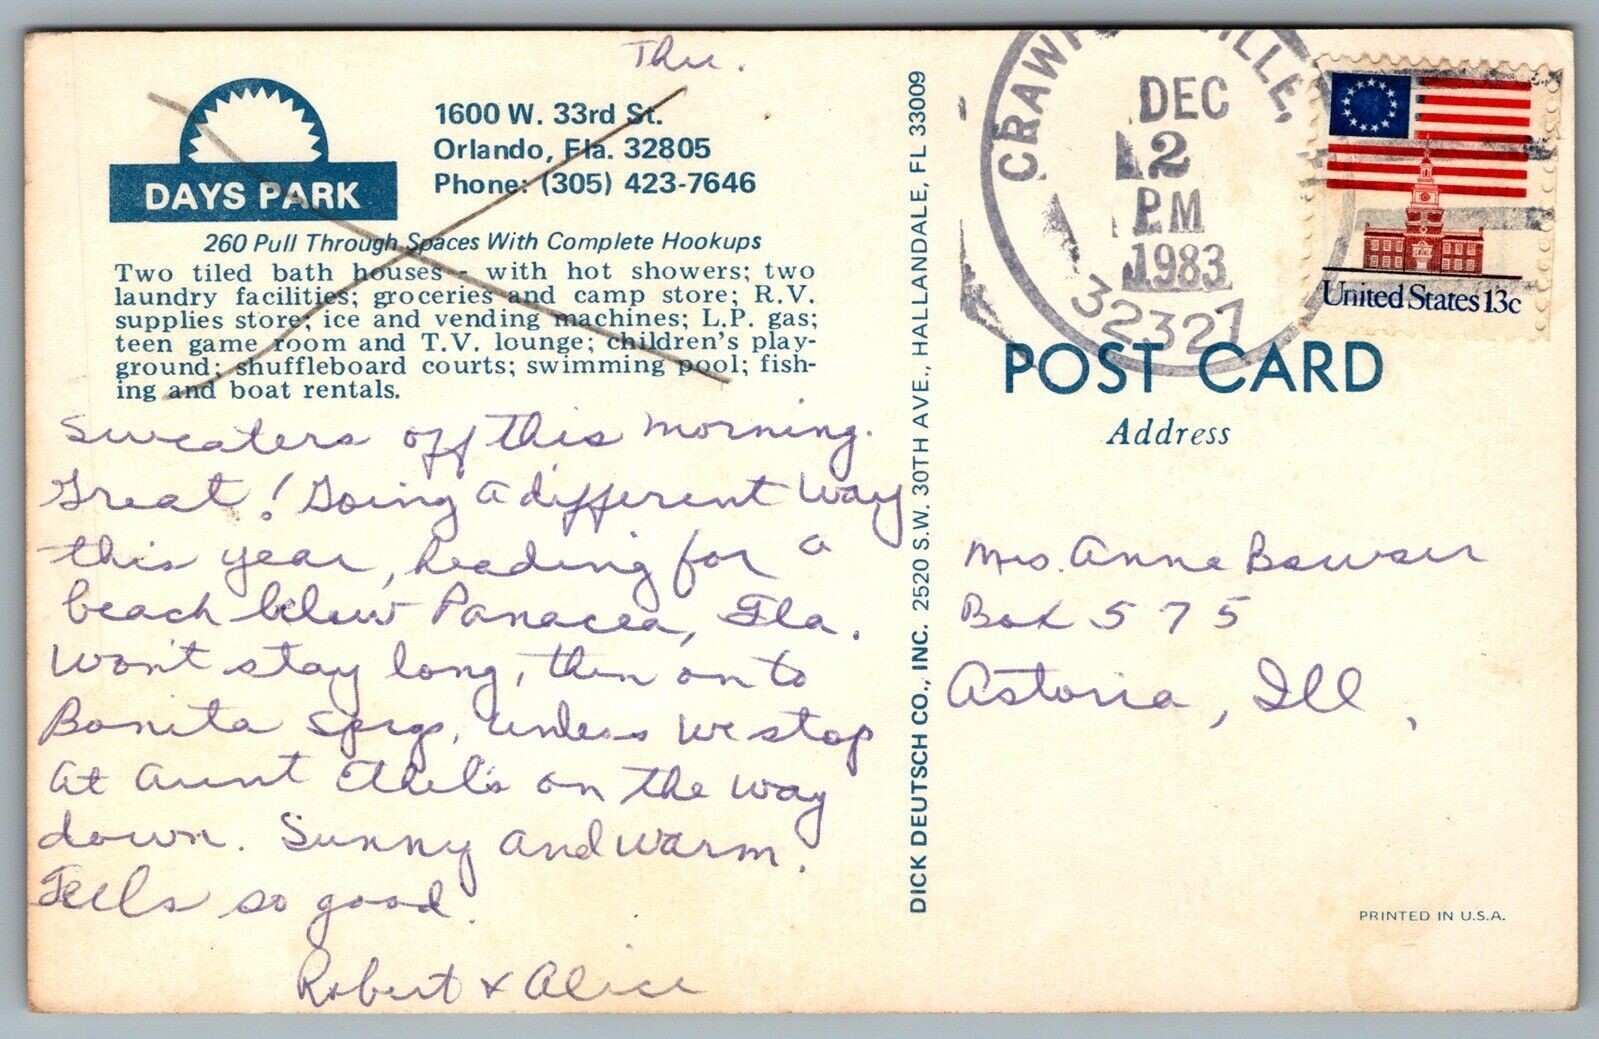 Thu.
DAYS PARK
1600 W. 33rd St.
Orlando, Fla. 32805
Phone: (305) 423-7646
260 Pull Through Spaces With Complete Hookups
Two tiled bath houses - with hot showers; two
laundry facilities; groceries and camp store; R.V.
supplies store; ice and vending machines; L.P. gas;
teen game room and T.V. lounge; children's play-
ground; shuffleboard courts; swimming pool; fish-
ing and boat rentals.
Sweaters off this morning.
Great! Going a different way
this year, heading for a
beach below Panacea, Fla.
Won't stay long, then on to
Bonita Sprgs, unless we stop
at Aunt Ethel's on the way
down. Sunny and warm.
Feels so good.
Robert & Alice
DICK DEUTSCH CO., INC. 2520 S.W. 30TH AVE., HALLANDALE, FL 33009
DEC
2
PM
1983
32327
United States 13c
POST CARD
Address
Mrs. Anne Bowser
Box 575
Astoria, Ill,
PRINTED IN U.S.A.